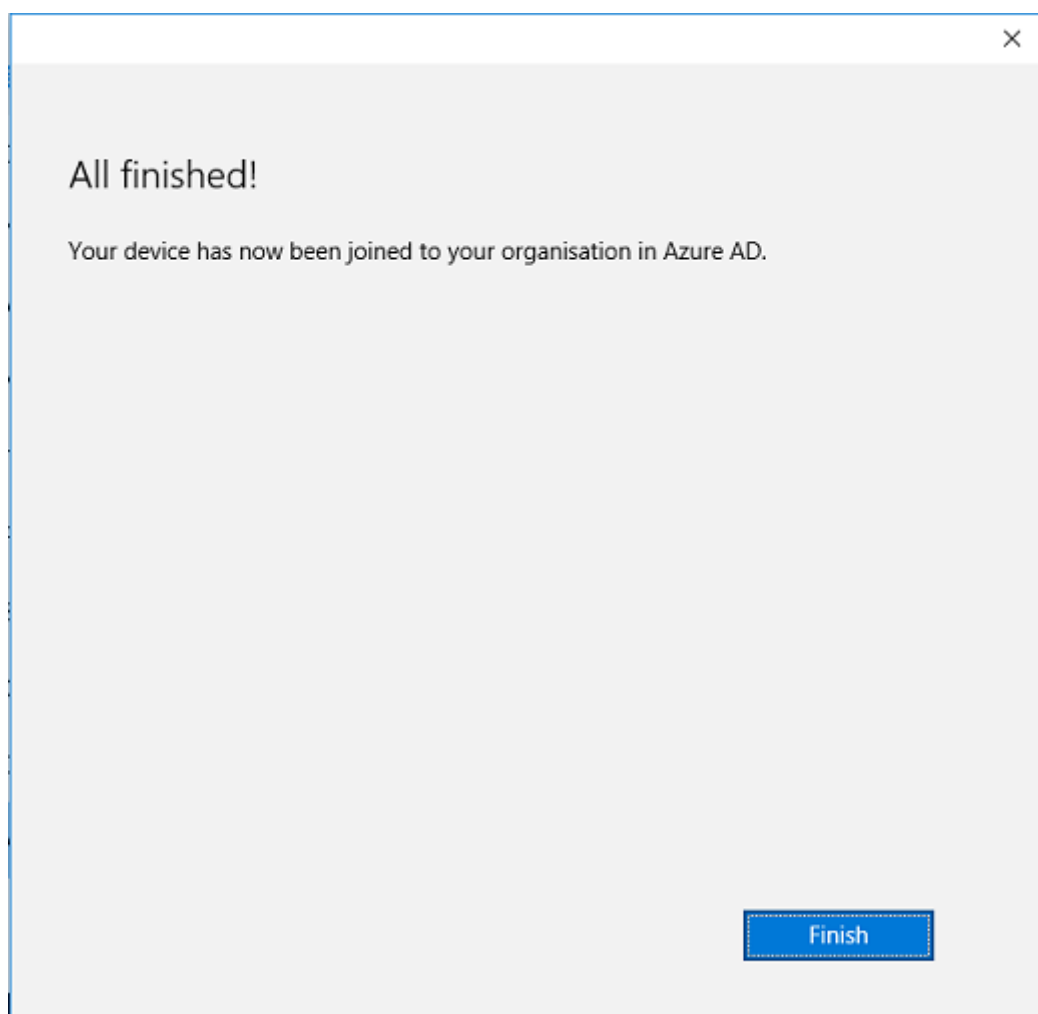 All finished!
Your device has now been joined to your organisation in Azure AD.
Finish